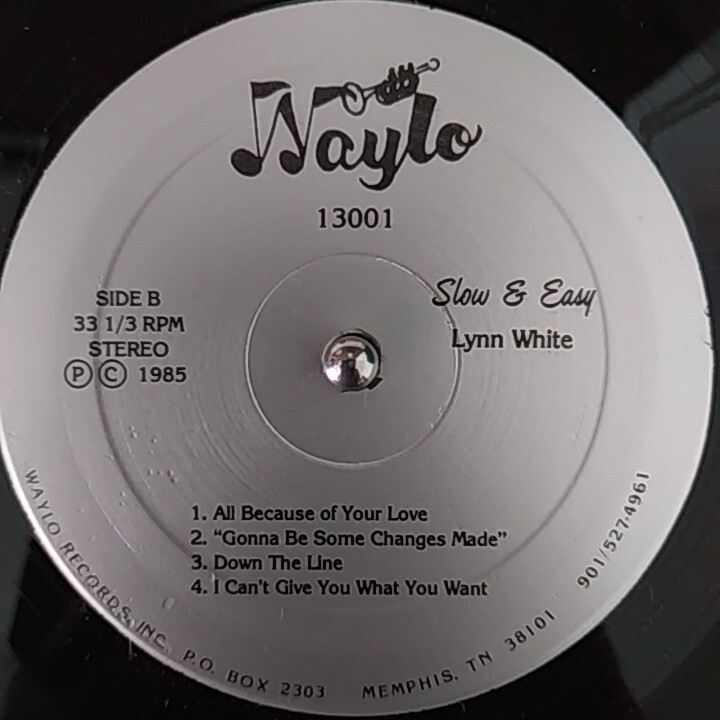 Waylo
13001
SIDE B
33 1/3 RPM
STEREO
Ⓟ Ⓒ 1985
Slow & Easy
Lynn White
1. All Because of Your Love
2. "Gonna Be Some Changes Made"
3. Down The Line
4. I Can't Give You What You Want
WAYLO RECORDS, INC. P.O. BOX 2303 MEMPHIS, TN 38101 901/527-4961